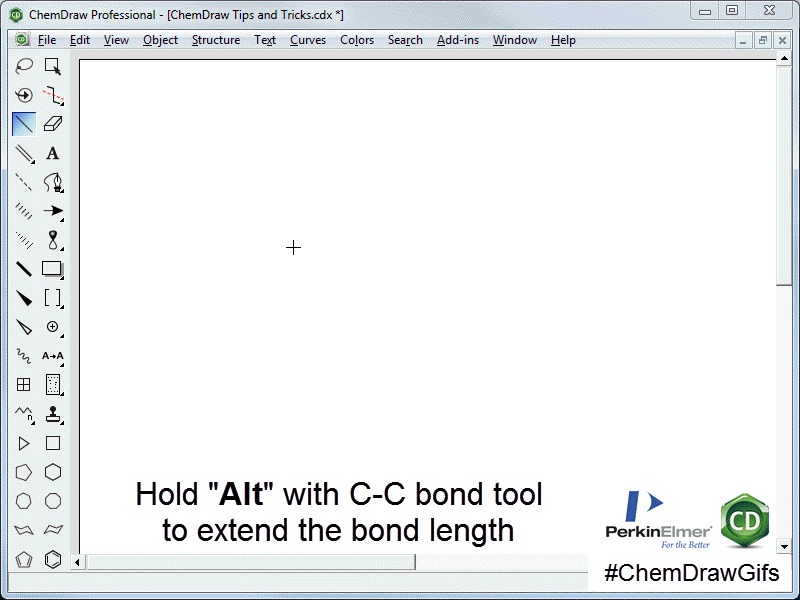 ChemDraw Professional - [ChemDraw Tips and Tricks.cdx *]
File Edit View Object Structure Text Curves Colors Search Add-ins Window Help
A
[ ]
A→A
n
Hold "Alt" with C-C bond tool
to extend the bond length
PerkinElmer®
For the Better
CD
#ChemDrawGifs